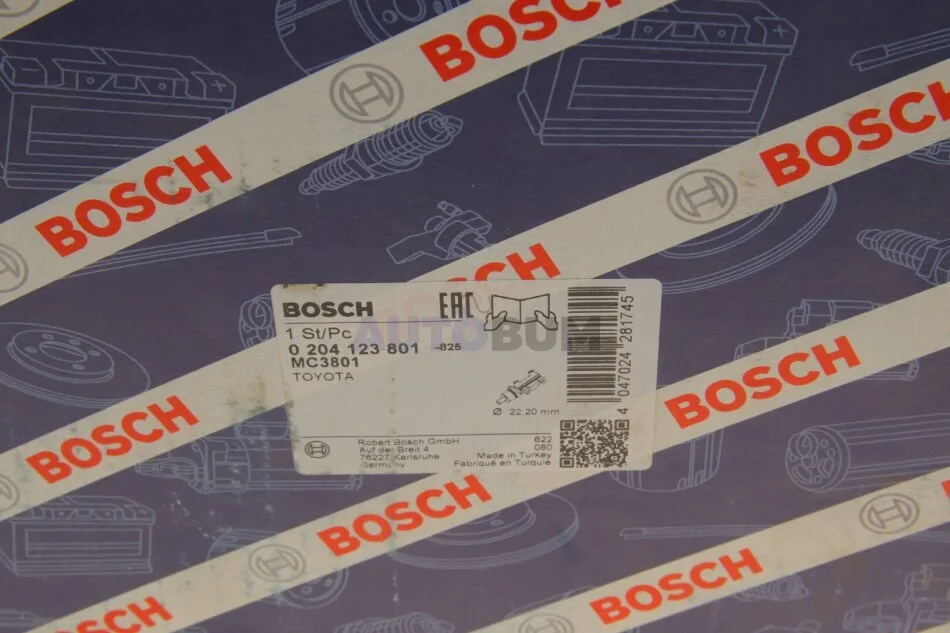 BOSCH
BOSCH
BOSCH
BOSCH
BOSCH EAC
1 St/Pc
AUTOBUM
0 204 123 801 -825
MC3801
TOYOTA
Ø 22,20 mm
4 047024 281745
Robert Bosch GmbH
Auf der Breit 4
76227 Karlsruhe
Germany
622
080
Made in Turkey
Fabriqué en Turquie
BOSCH
BOSCH
BOSCH
BOSCH
BOSCH